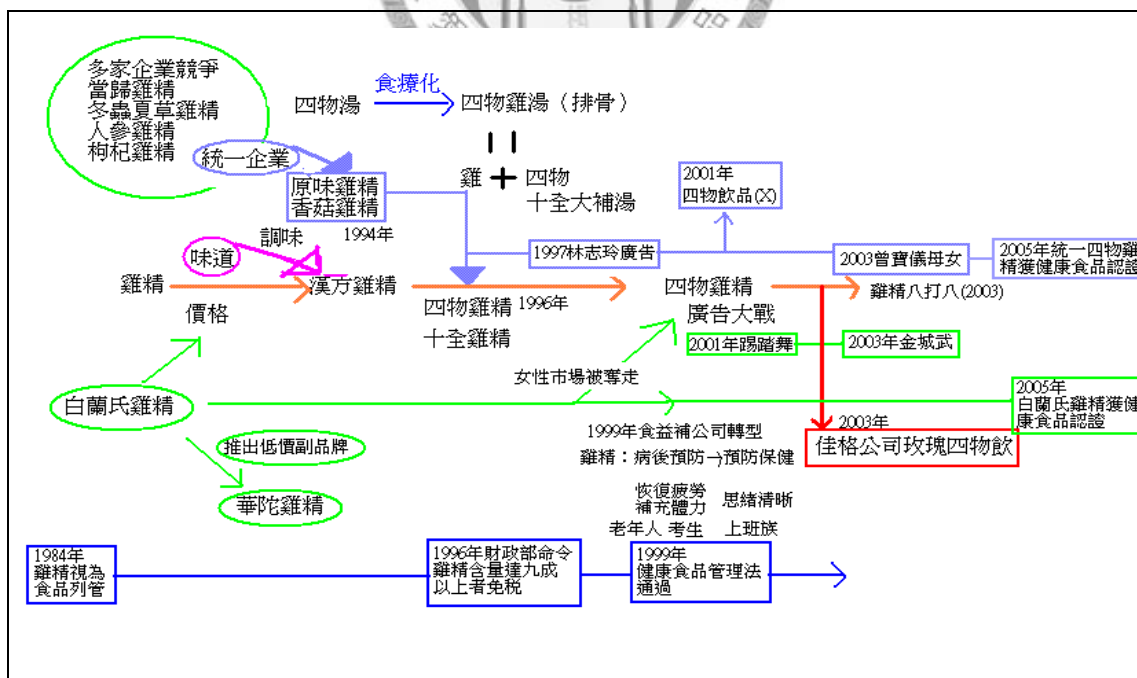 多家企業競爭
當歸雞精
冬蟲夏草雞精
人參雞精
枸杞雞精
統一企業
四物湯
食療化
四物雞湯（排骨）
雞
四物
十全大補湯
原味雞精
香菇雞精
1994年
2001年
四物飲品(X)
味道
調味
1997林志玲廣告
2003曾寶儀母女
2005年統一四物雞
精獲健康食品認證
雞精
漢方雞精
價格
四物雞精
十全雞精
1996年
四物雞精
廣告大戰
雞精八打八(2003)
2001年踢踏舞
2003年金城武
女性市場被奪走
白蘭氏雞精
2005年
白蘭氏雞精獲健
康食品認證
推出低價副品牌
華陀雞精
1999年食益補公司轉型
雞精：病後預防→預防保健
2003年
佳格公司玫瑰四物飲
恢復疲勞
補充體力
思緒清晰
老年人
考生
上班族
1984年
雞精視為
食品列管
1996年財政部命令
雞精含量達九成
以上者免稅
1999年
健康食品管理法
通過